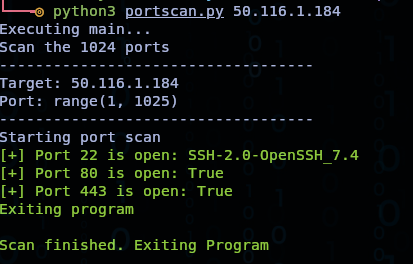 python3 portscan.py 50.116.1.184
Executing main...
Scan the 1024 ports
-----------------------------------
Target: 50.116.1.184
Port: range(1, 1025)
-----------------------------------
Starting port scan
[+] Port 22 is open: SSH-2.0-OpenSSH_7.4
[+] Port 80 is open: True
[+] Port 443 is open: True
Exiting program
Scan finished. Exiting Program